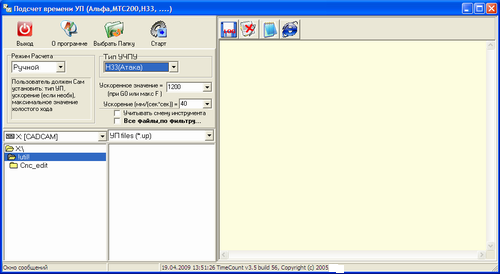 Подсчет времени УП (Альфа,МТС200,Н33, .....)
Выход
О программе
Выбрать Папку
Старт
Режим Расчета
Ручной
Пользователь должен Сам
установить: тип УП,
ускорение (если необх),
максимальное значение
холостого хода
Тип УЧПУ
Н33(Атака)
Ускоренное значение =
(при G0 или макс F )
1200
Ускорение (мм/(сек*сек)) =
40
Учитывать смену инструмента
Все файлы,по фильтру...
X: [CADCAM]
УП files (*.up)
X:\
!util!
Cnc_edit
Окно сообщений
19.04.2009 13:51:26 TimeCount v3.5 build 56, Copyright (c) 2005